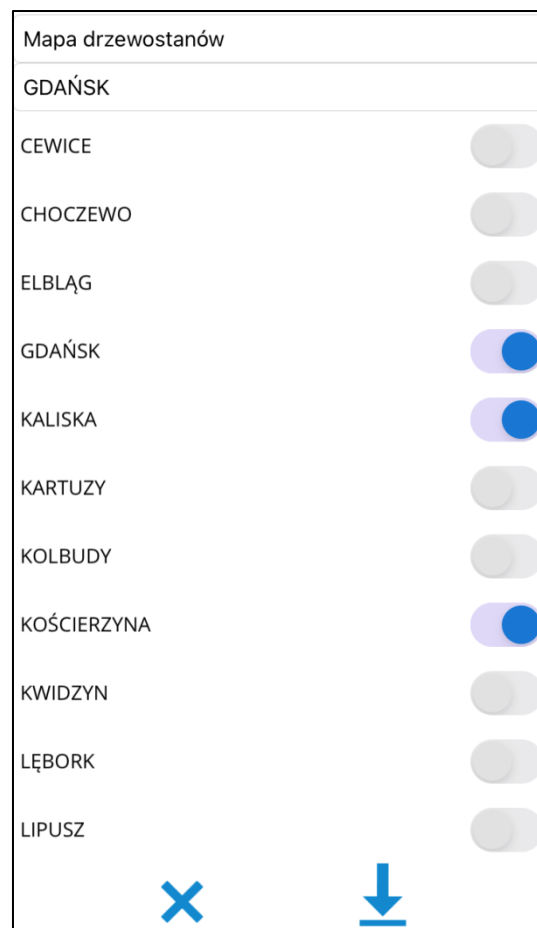 Mapa drzewostanów
GDAŃSK
CEWICE
CHOCZEWO
ELBLĄG
GDAŃSK
KALISKA
KARTUZY
KOLBUDY
KOŚCIERZYNA
KWIDZYN
LĘBORK
LIPUSZ